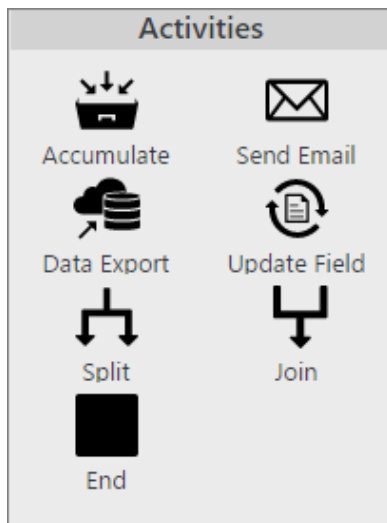 Activities
Accumulate Send Email
Data Export Update Field
Split Join
End